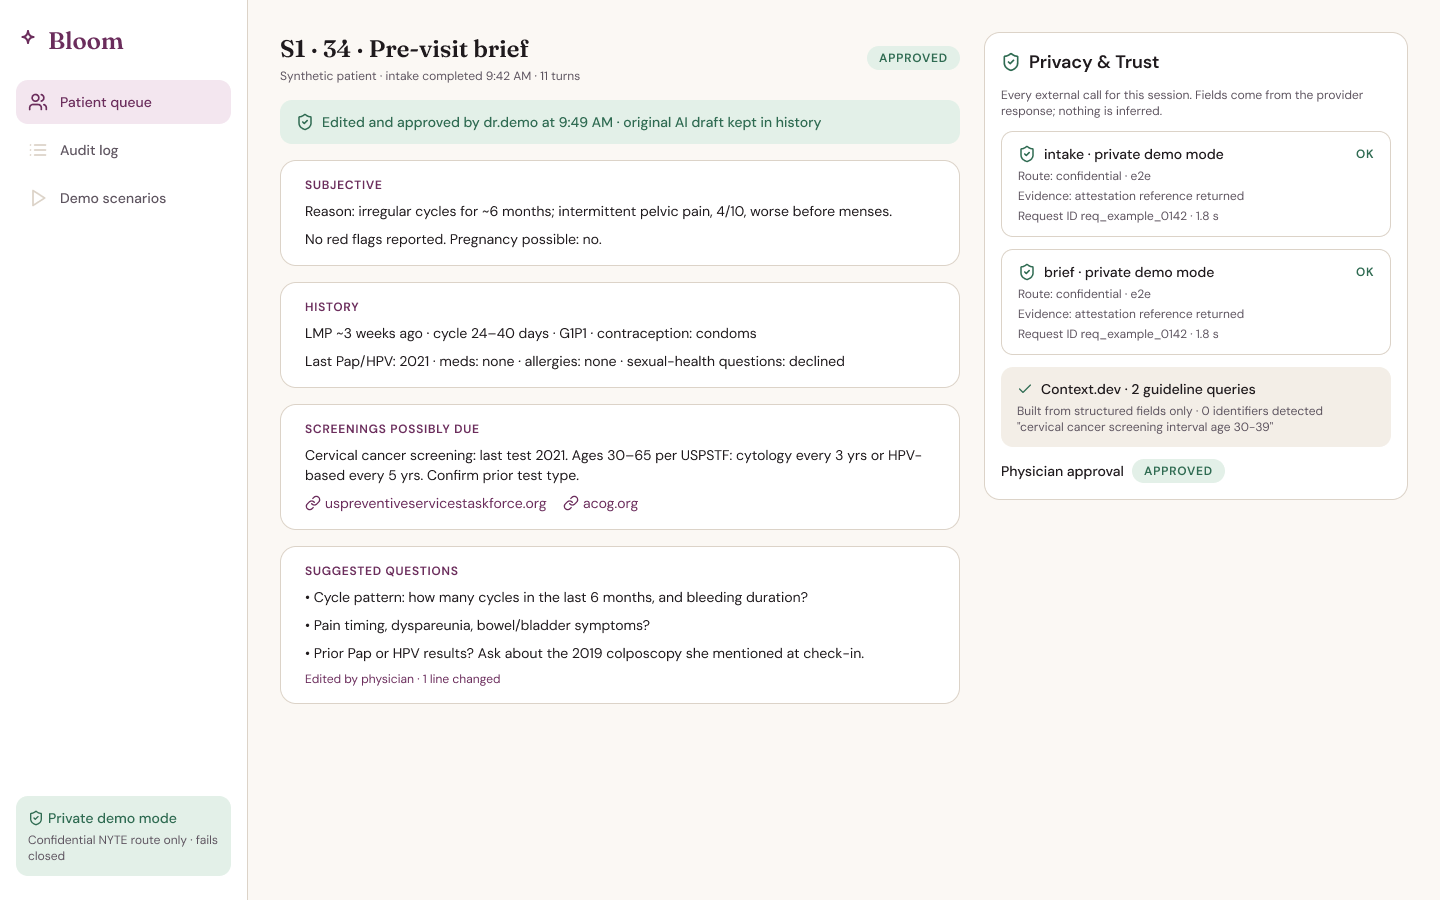 Bloom
Patient queue
Audit log
Demo scenarios
Private demo mode
Confidential NYTE route only · fails
closed
S1 · 34 · Pre-visit brief
Synthetic patient · intake completed 9:42 AM · 11 turns
APPROVED
Edited and approved by dr.demo at 9:49 AM · original AI draft kept in history
SUBJECTIVE
Reason: irregular cycles for ~6 months; intermittent pelvic pain, 4/10, worse before menses.
No red flags reported. Pregnancy possible: no.
HISTORY
LMP ~3 weeks ago · cycle 24–40 days · G1P1 · contraception: condoms
Last Pap/HPV: 2021 · meds: none · allergies: none · sexual-health questions: declined
SCREENINGS POSSIBLY DUE
Cervical cancer screening: last test 2021. Ages 30–65 per USPSTF: cytology every 3 yrs or HPV-
based every 5 yrs. Confirm prior test type.
uspreventiveservicestaskforce.org acog.org
SUGGESTED QUESTIONS
• Cycle pattern: how many cycles in the last 6 months, and bleeding duration?
• Pain timing, dyspareunia, bowel/bladder symptoms?
• Prior Pap or HPV results? Ask about the 2019 colposcopy she mentioned at check-in.
Edited by physician · 1 line changed
Privacy & Trust
Every external call for this session. Fields come from the provider
response; nothing is inferred.
intake · private demo mode OK
Route: confidential · e2e
Evidence: attestation reference returned
Request ID req_example_0142 · 1.8 s
brief · private demo mode OK
Route: confidential · e2e
Evidence: attestation reference returned
Request ID req_example_0142 · 1.8 s
Context.dev · 2 guideline queries
Built from structured fields only · 0 identifiers detected
"cervical cancer screening interval age 30-39"
Physician approval APPROVED